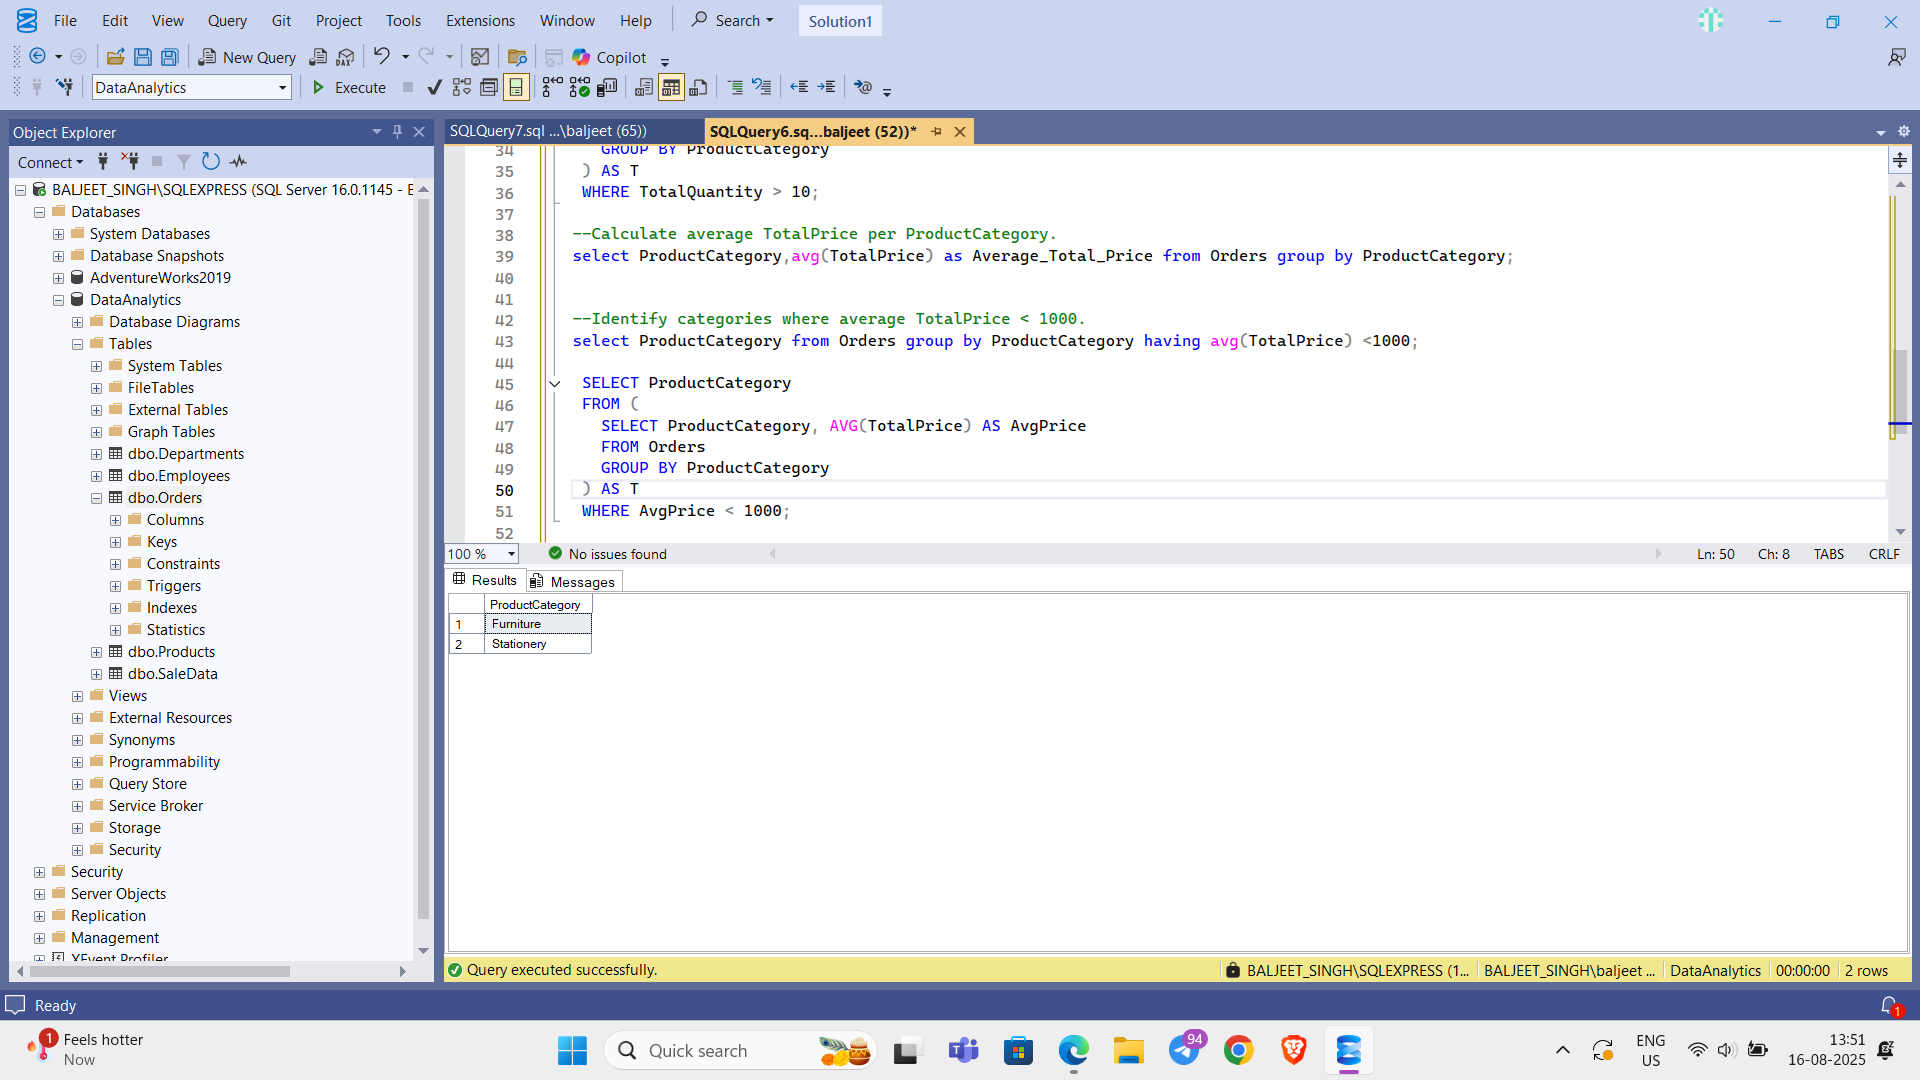 File Edit View Query Git Project Tools Extensions Window Help Search Solution1
New Query DAX Copilot
DataAnalytics Execute
Object Explorer
Connect
BALJEET_SINGH\SQLEXPRESS (SQL Server 16.0.1145 -
Databases
System Databases
Database Snapshots
AdventureWorks2019
DataAnalytics
Database Diagrams
Tables
System Tables
FileTables
External Tables
Graph Tables
dbo.Departments
dbo.Employees
dbo.Orders
Columns
Keys
Constraints
Triggers
Indexes
Statistics
dbo.Products
dbo.SaleData
Views
External Resources
Synonyms
Programmability
Query Store
Service Broker
Storage
Security
Security
Server Objects
Replication
Management
XEvent Profiler
SQLQuery7.sql ...\baljeet (65))
SQLQuery6.sq...baljeet (52))*
34 GROUP BY ProductCategory
35 ) AS T
36 WHERE TotalQuantity > 10;
37
38 --Calculate average TotalPrice per ProductCategory.
39 select ProductCategory,avg(TotalPrice) as Average_Total_Price from Orders group by ProductCategory;
40
41
42 --Identify categories where average TotalPrice < 1000.
43 select ProductCategory from Orders group by ProductCategory having avg(TotalPrice) <1000;
44
45 SELECT ProductCategory
46 FROM (
47 SELECT ProductCategory, AVG(TotalPrice) AS AvgPrice
48 FROM Orders
49 GROUP BY ProductCategory
50 ) AS T
51 WHERE AvgPrice < 1000;
52
100 % No issues found Ln: 50 Ch: 8 TABS CRLF
Results Messages
ProductCategory
1 Furniture
2 Stationery
Query executed successfully. BALJEET_SINGH\SQLEXPRESS (1... BALJEET_SINGH\baljeet ... DataAnalytics 00:00:00 2 rows
Ready 1
1 Feels hotter
Now
Quick search
94
ENG
US
13:51
16-08-2025